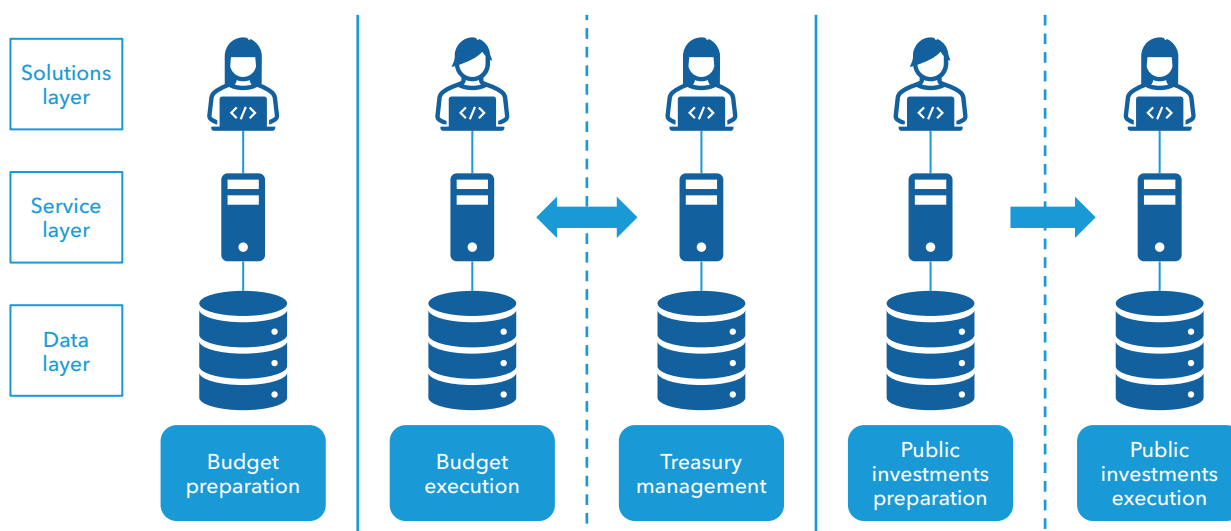 Solutions
layer
</>
</>
</>
</>
</>
Service
layer
Data
layer
Budget
preparation
Budget
execution
Treasury
management
Public
investments
preparation
Public
investments
execution